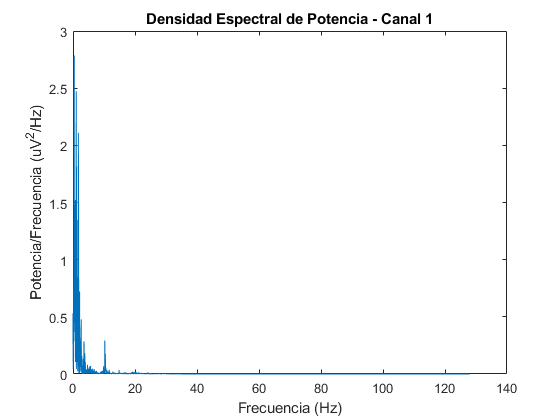 Densidad Espectral de Potencia - Canal 1
Potencia/Frecuencia (uV²/Hz)
3
2.5
2
1.5
1
0.5
0
0 20 40 60 80 100 120 140
Frecuencia (Hz)